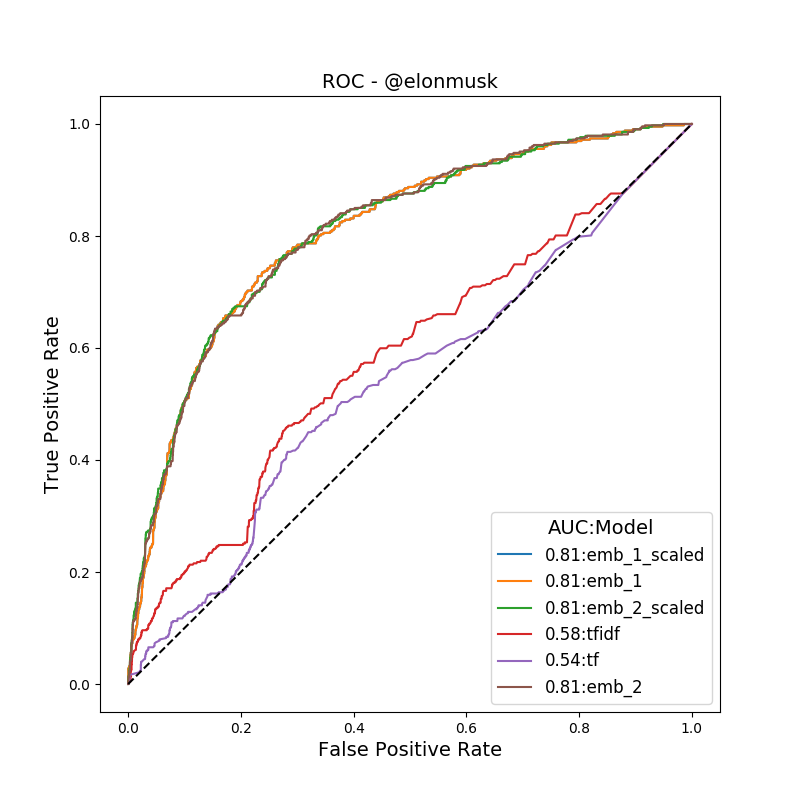 ROC - @elonmusk
True Positive Rate
1.0
0.8
0.6
0.4
0.2
0.0
AUC:Model
0.81:emb_1_scaled
0.81:emb_1
0.81:emb_2_scaled
0.58:tfidf
0.54:tf
0.81:emb_2
0.0 0.2 0.4 0.6 0.8 1.0
False Positive Rate